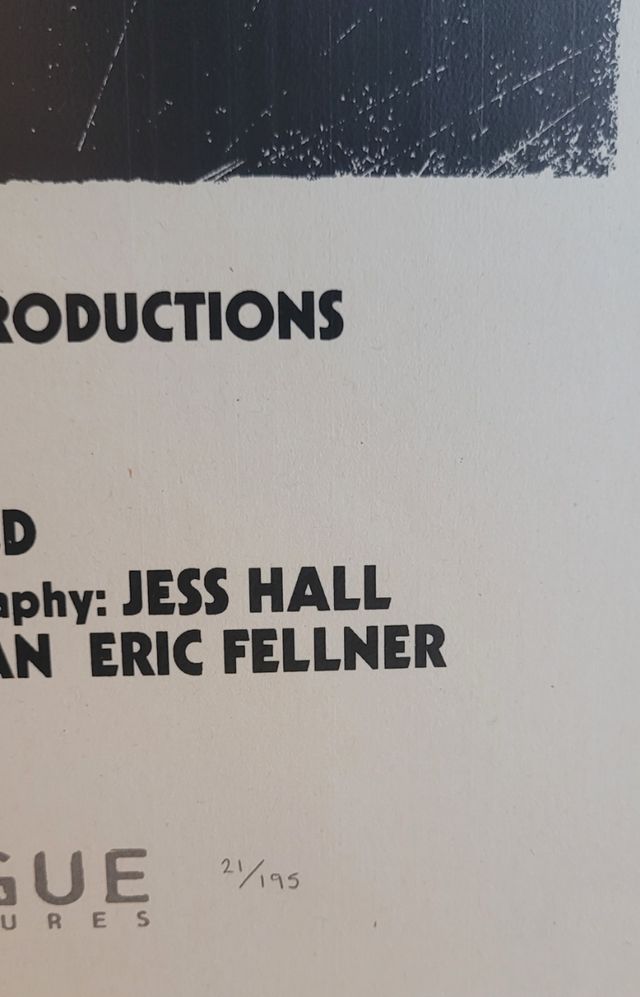 RODUCTIONS
D
aphy: JESS HALL
AN ERIC FELLNER
GUE 21/195
URES